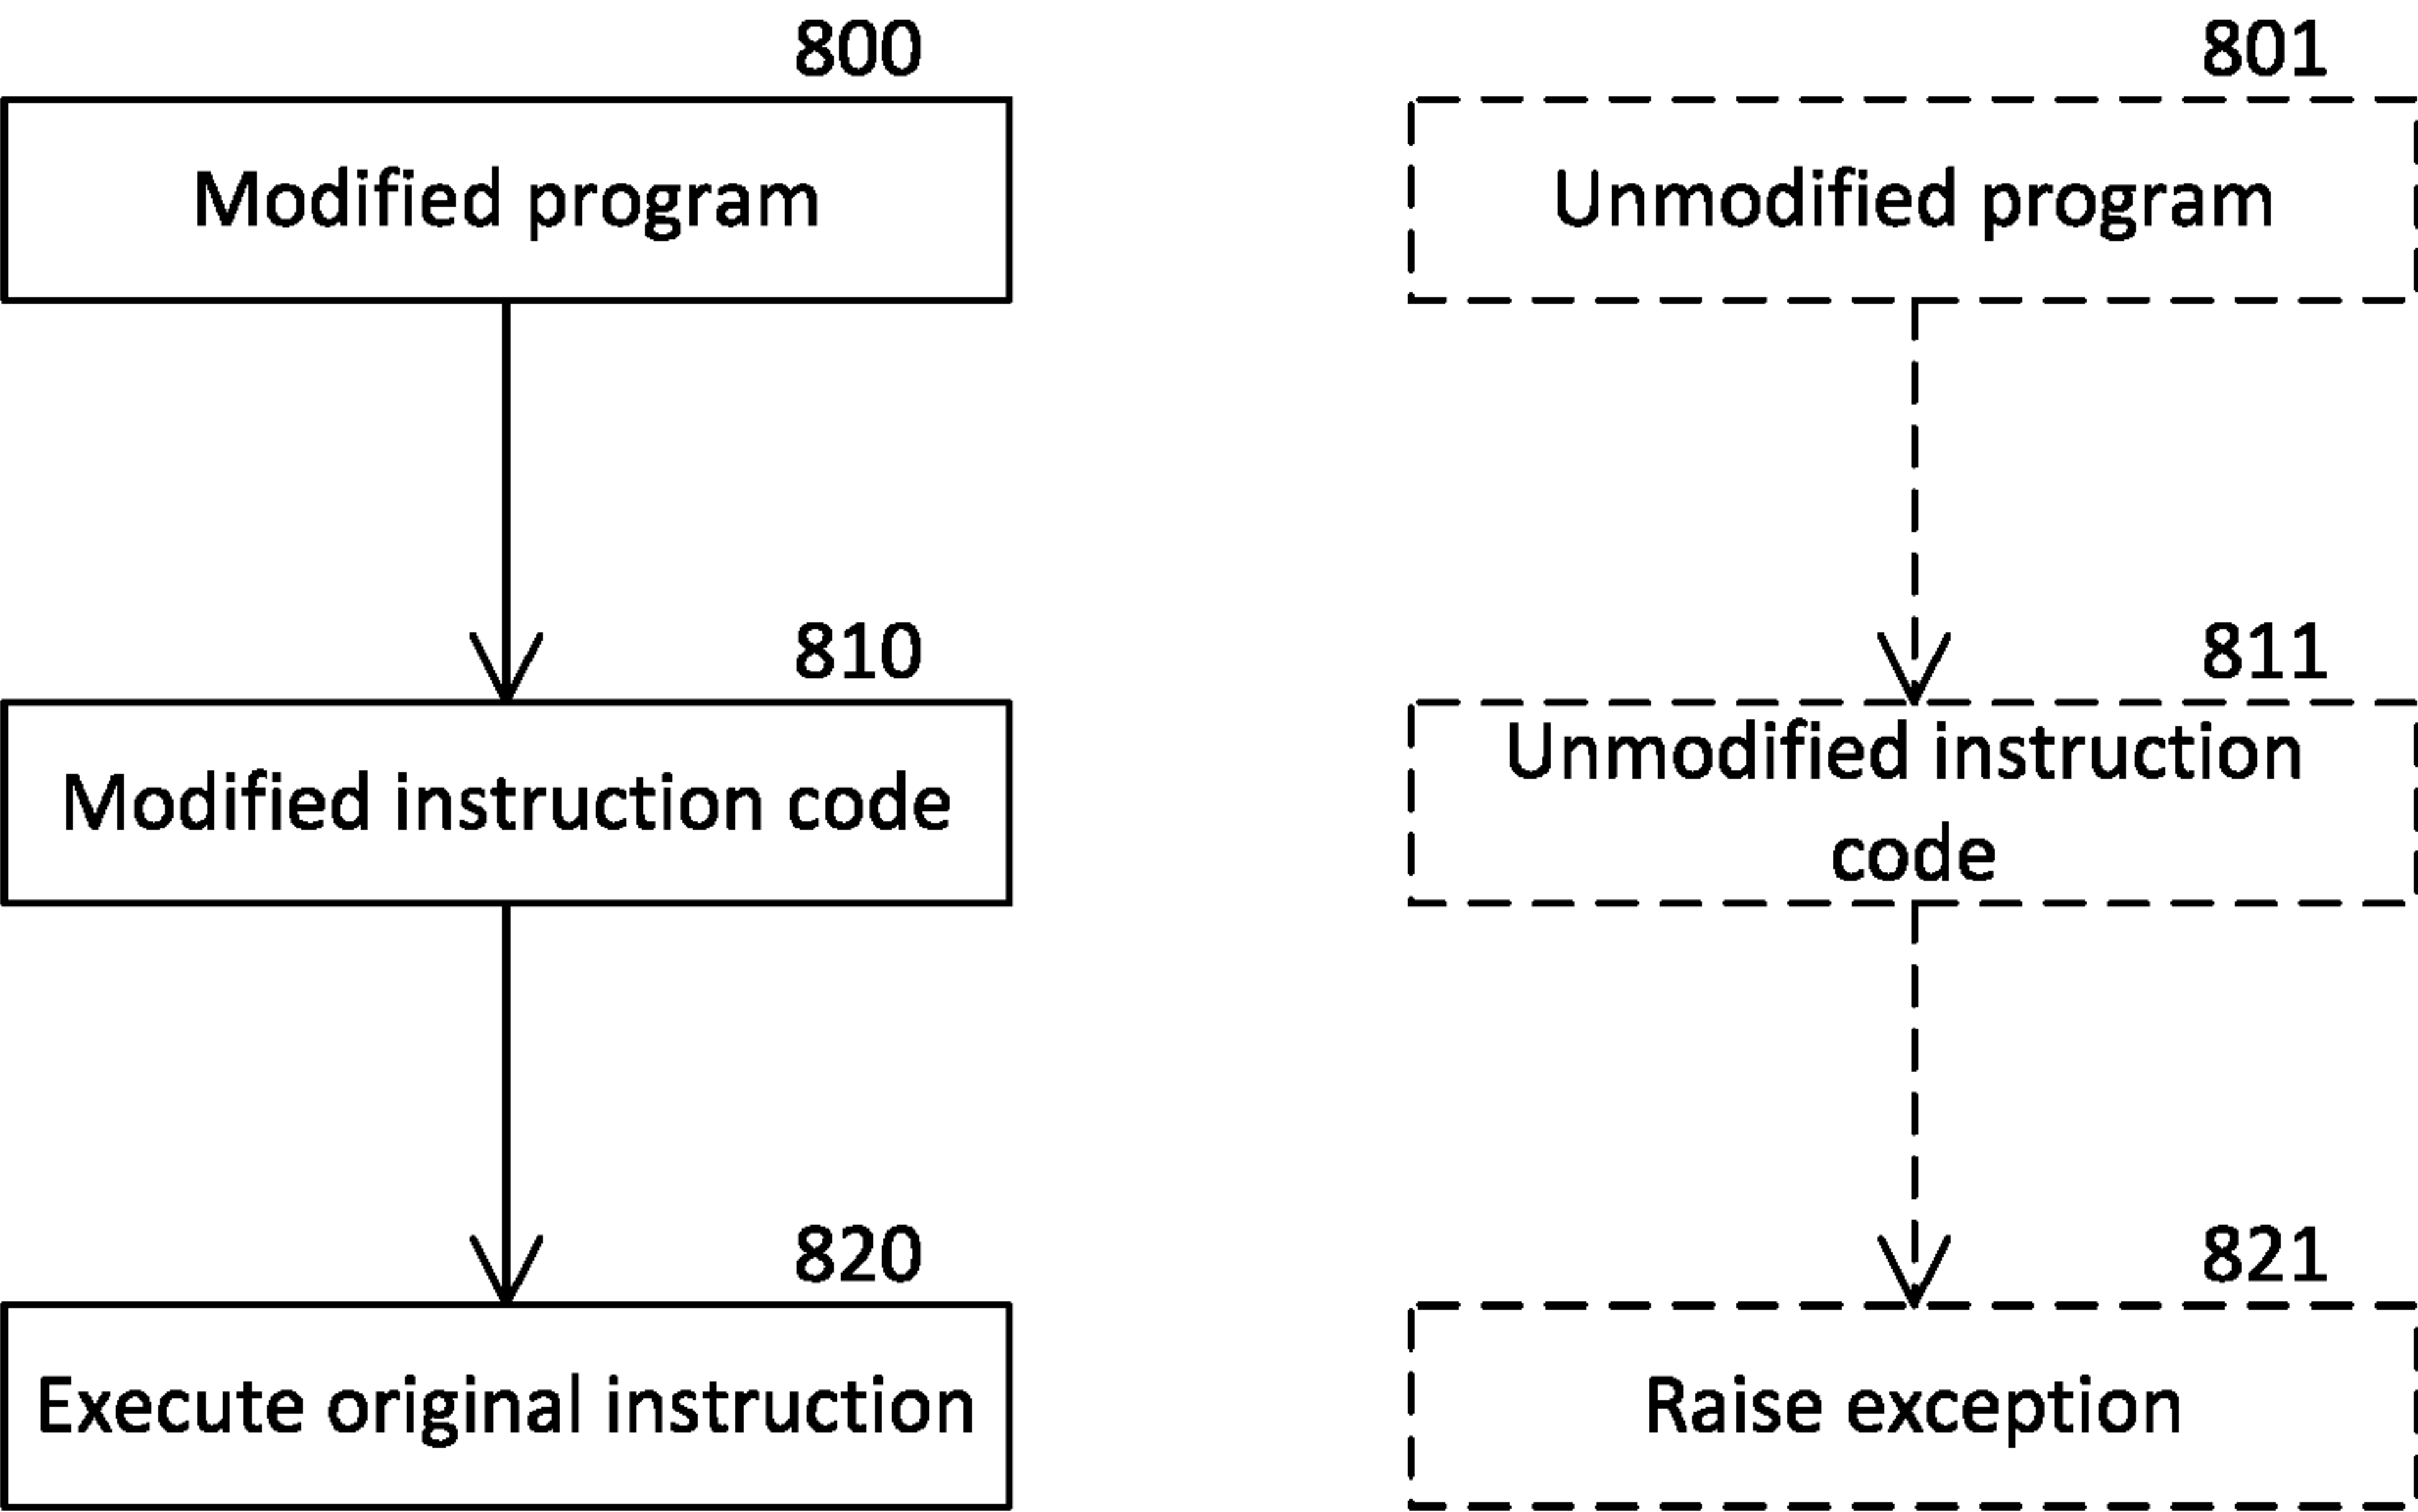 800
Modified program
801
Unmodified program
810
Modified instruction code
811
Unmodified instruction
code
820
Execute original instruction
821
Raise exception